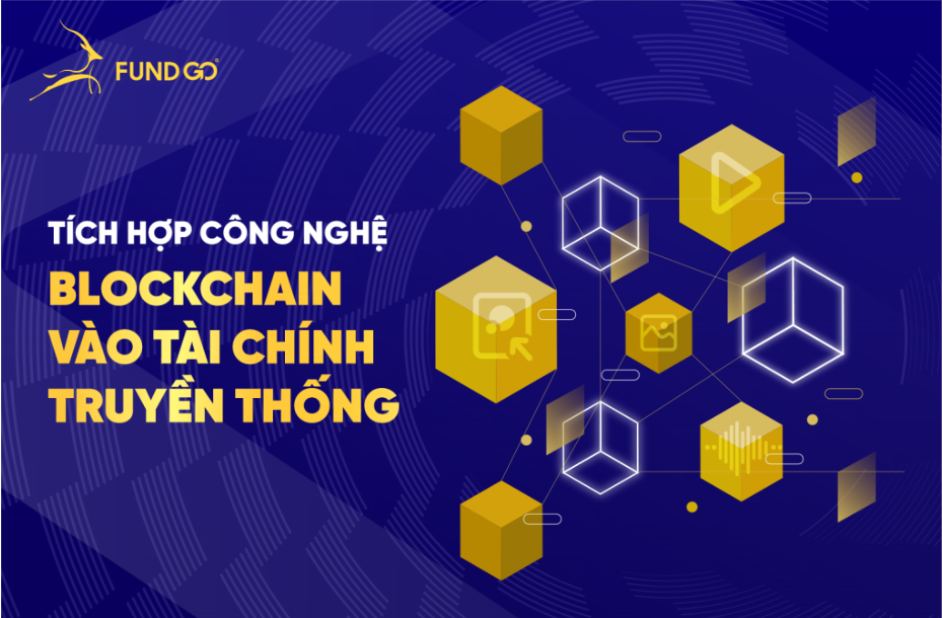 FUND GO®
TÍCH HỢP CÔNG NGHỆ
BLOCKCHAIN
VÀO TÀI CHÍNH
TRUYỀN THỐNG